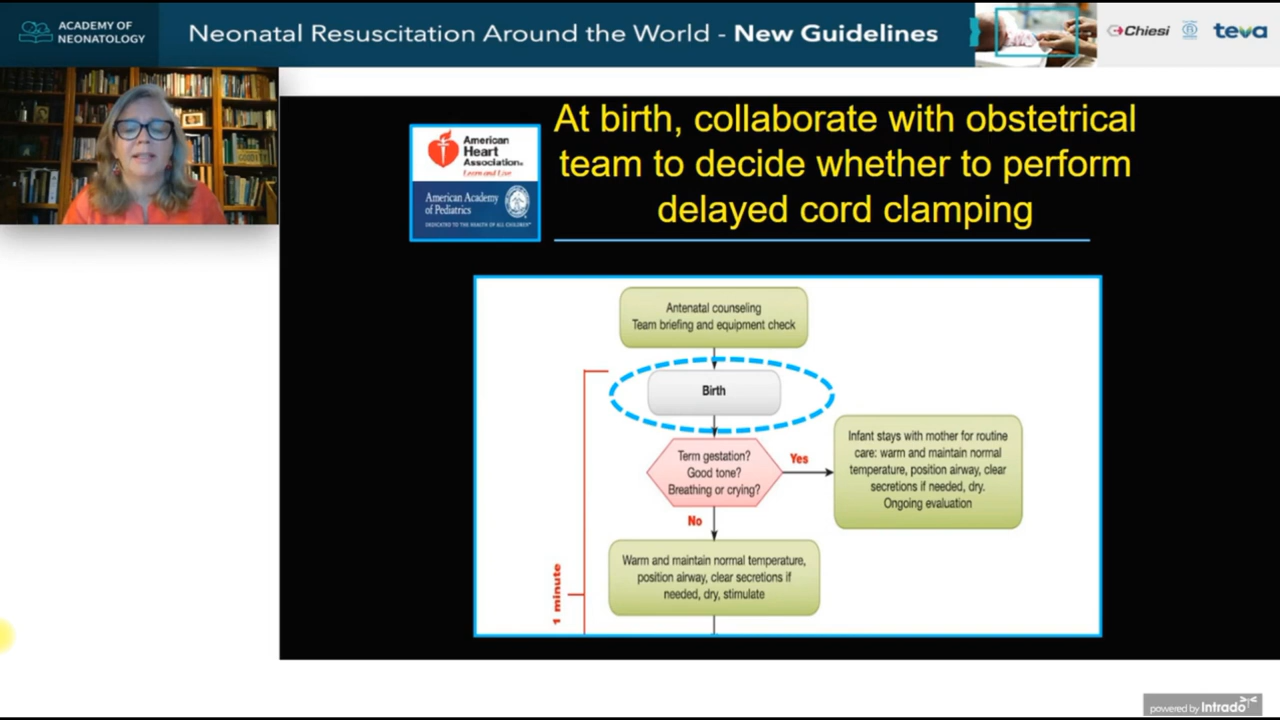 ACADEMY OF
NEONATOLOGY
Neonatal Resuscitation Around the World - New Guidelines
Chiesi
teva
At birth, collaborate with obstetrical
team to decide whether to perform
delayed cord clamping
American
Heart
Association®
Learn and Live
American Academy
of Pediatrics
DEDICATED TO THE HEALTH OF ALL CHILDREN™
Antenatal counseling
Team briefing and equipment check
Birth
Term gestation?
Good tone?
Breathing or crying?
Yes
Infant stays with mother for routine
care: warm and maintain normal
temperature, position airway, clear
secretions if needed, dry.
Ongoing evaluation
No
Warm and maintain normal temperature,
position airway, clear secretions if
needed, dry, stimulate
1 minute
powered by Intrado